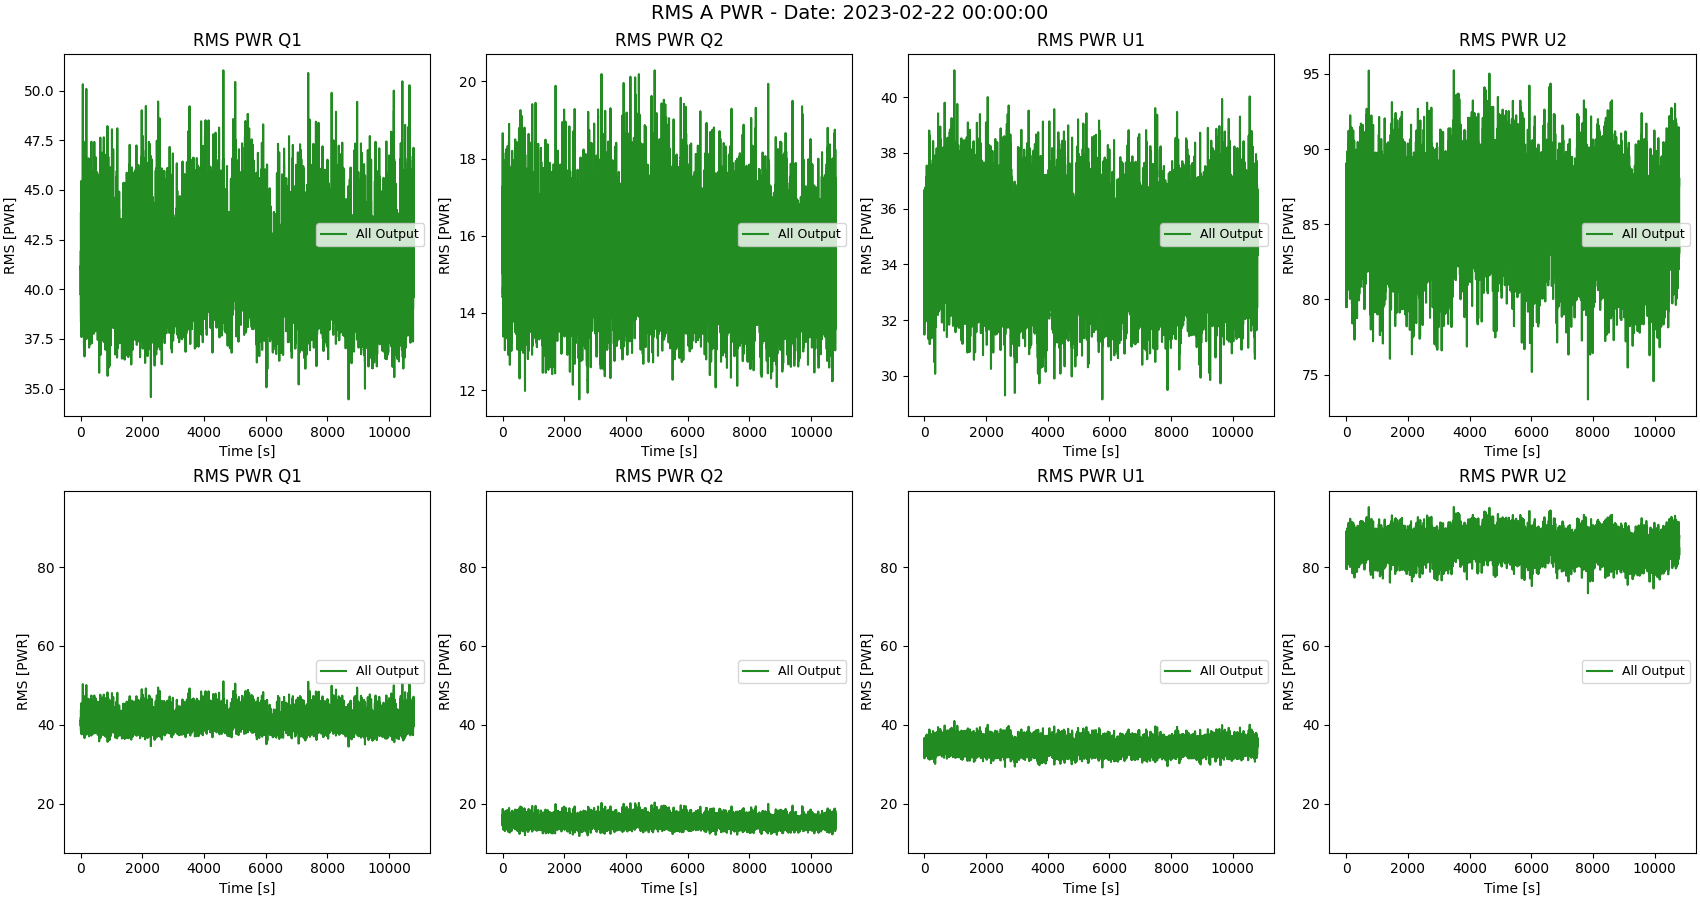 RMS A PWR - Date: 2023-02-22 00:00:00
RMS PWR Q1
RMS [PWR]
50.0
47.5
45.0
42.5
40.0
37.5
35.0
All Output
0 2000 4000 6000 8000 10000
Time [s]
RMS PWR Q2
RMS [PWR]
20
18
16
14
12
All Output
0 2000 4000 6000 8000 10000
Time [s]
RMS PWR U1
RMS [PWR]
40
38
36
34
32
30
All Output
0 2000 4000 6000 8000 10000
Time [s]
RMS PWR U2
RMS [PWR]
95
90
85
80
75
All Output
0 2000 4000 6000 8000 10000
Time [s]
RMS PWR Q1
RMS [PWR]
80
60
40
20
All Output
0 2000 4000 6000 8000 10000
Time [s]
RMS PWR Q2
RMS [PWR]
80
60
40
20
All Output
0 2000 4000 6000 8000 10000
Time [s]
RMS PWR U1
RMS [PWR]
80
60
40
20
All Output
0 2000 4000 6000 8000 10000
Time [s]
RMS PWR U2
RMS [PWR]
80
60
40
20
All Output
0 2000 4000 6000 8000 10000
Time [s]